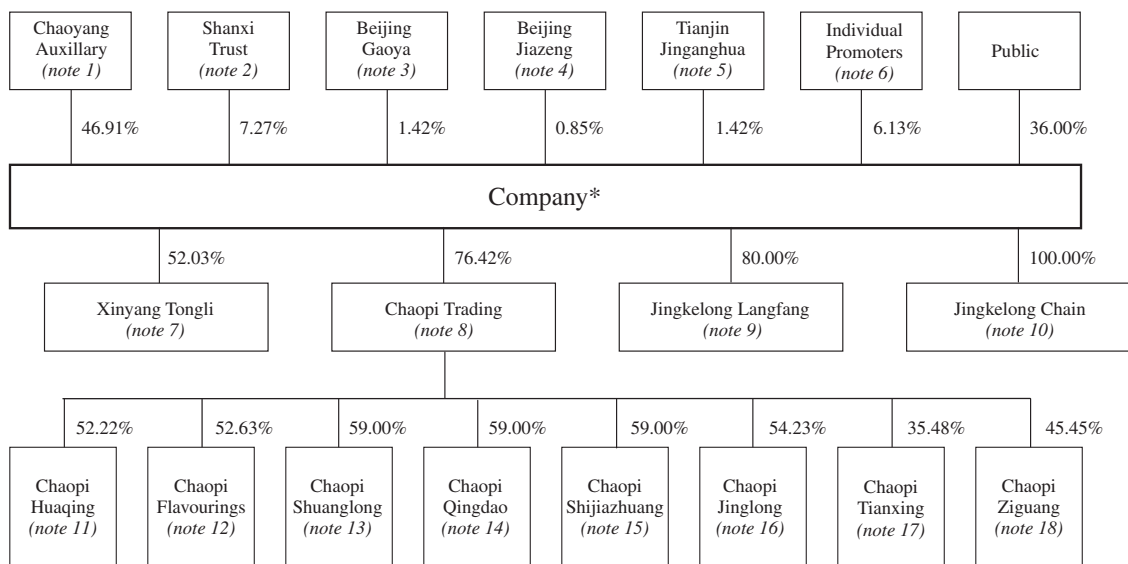 Chaoyang
Auxillary
(note 1)
Shanxi
Trust
(note 2)
Beijing
Gaoya
(note 3)
Beijing
Jiazeng
(note 4)
Tianjin
Jinganghua
(note 5)
Individual
Promoters
(note 6)
Public
46.91%
7.27%
1.42%
0.85%
1.42%
6.13%
36.00%
Company*
52.03%
76.42%
80.00%
100.00%
Xinyang Tongli
(note 7)
Chaopi Trading
(note 8)
Jingkelong Langfang
(note 9)
Jingkelong Chain
(note 10)
52.22%
52.63%
59.00%
59.00%
59.00%
54.23%
35.48%
45.45%
Chaopi
Huaqing
(note 11)
Chaopi
Flavourings
(note 12)
Chaopi
Shuanglong
(note 13)
Chaopi
Qingdao
(note 14)
Chaopi
Shijiazhuang
(note 15)
Chaopi
Jinglong
(note 16)
Chaopi
Tianxing
(note 17)
Chaopi
Ziguang
(note 18)